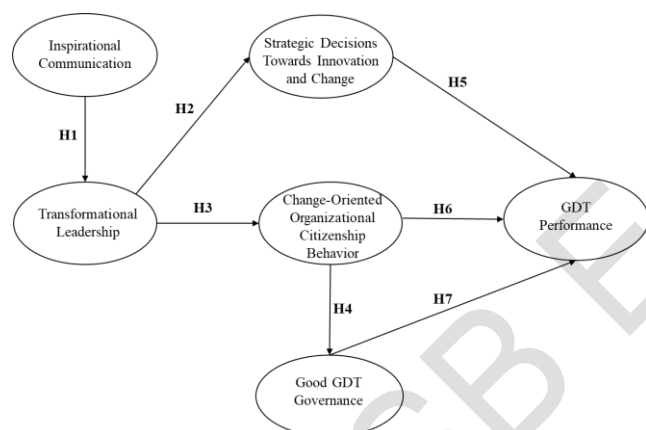 Inspirational
Communication
Strategic Decisions
Towards Innovation
and Change
H1
H2
H5
Transformational
Leadership
H3
Change-Oriented
Organizational
Citizenship
Behavior
H6
GDT
Performance
H4
H7
Good GDT
Governance